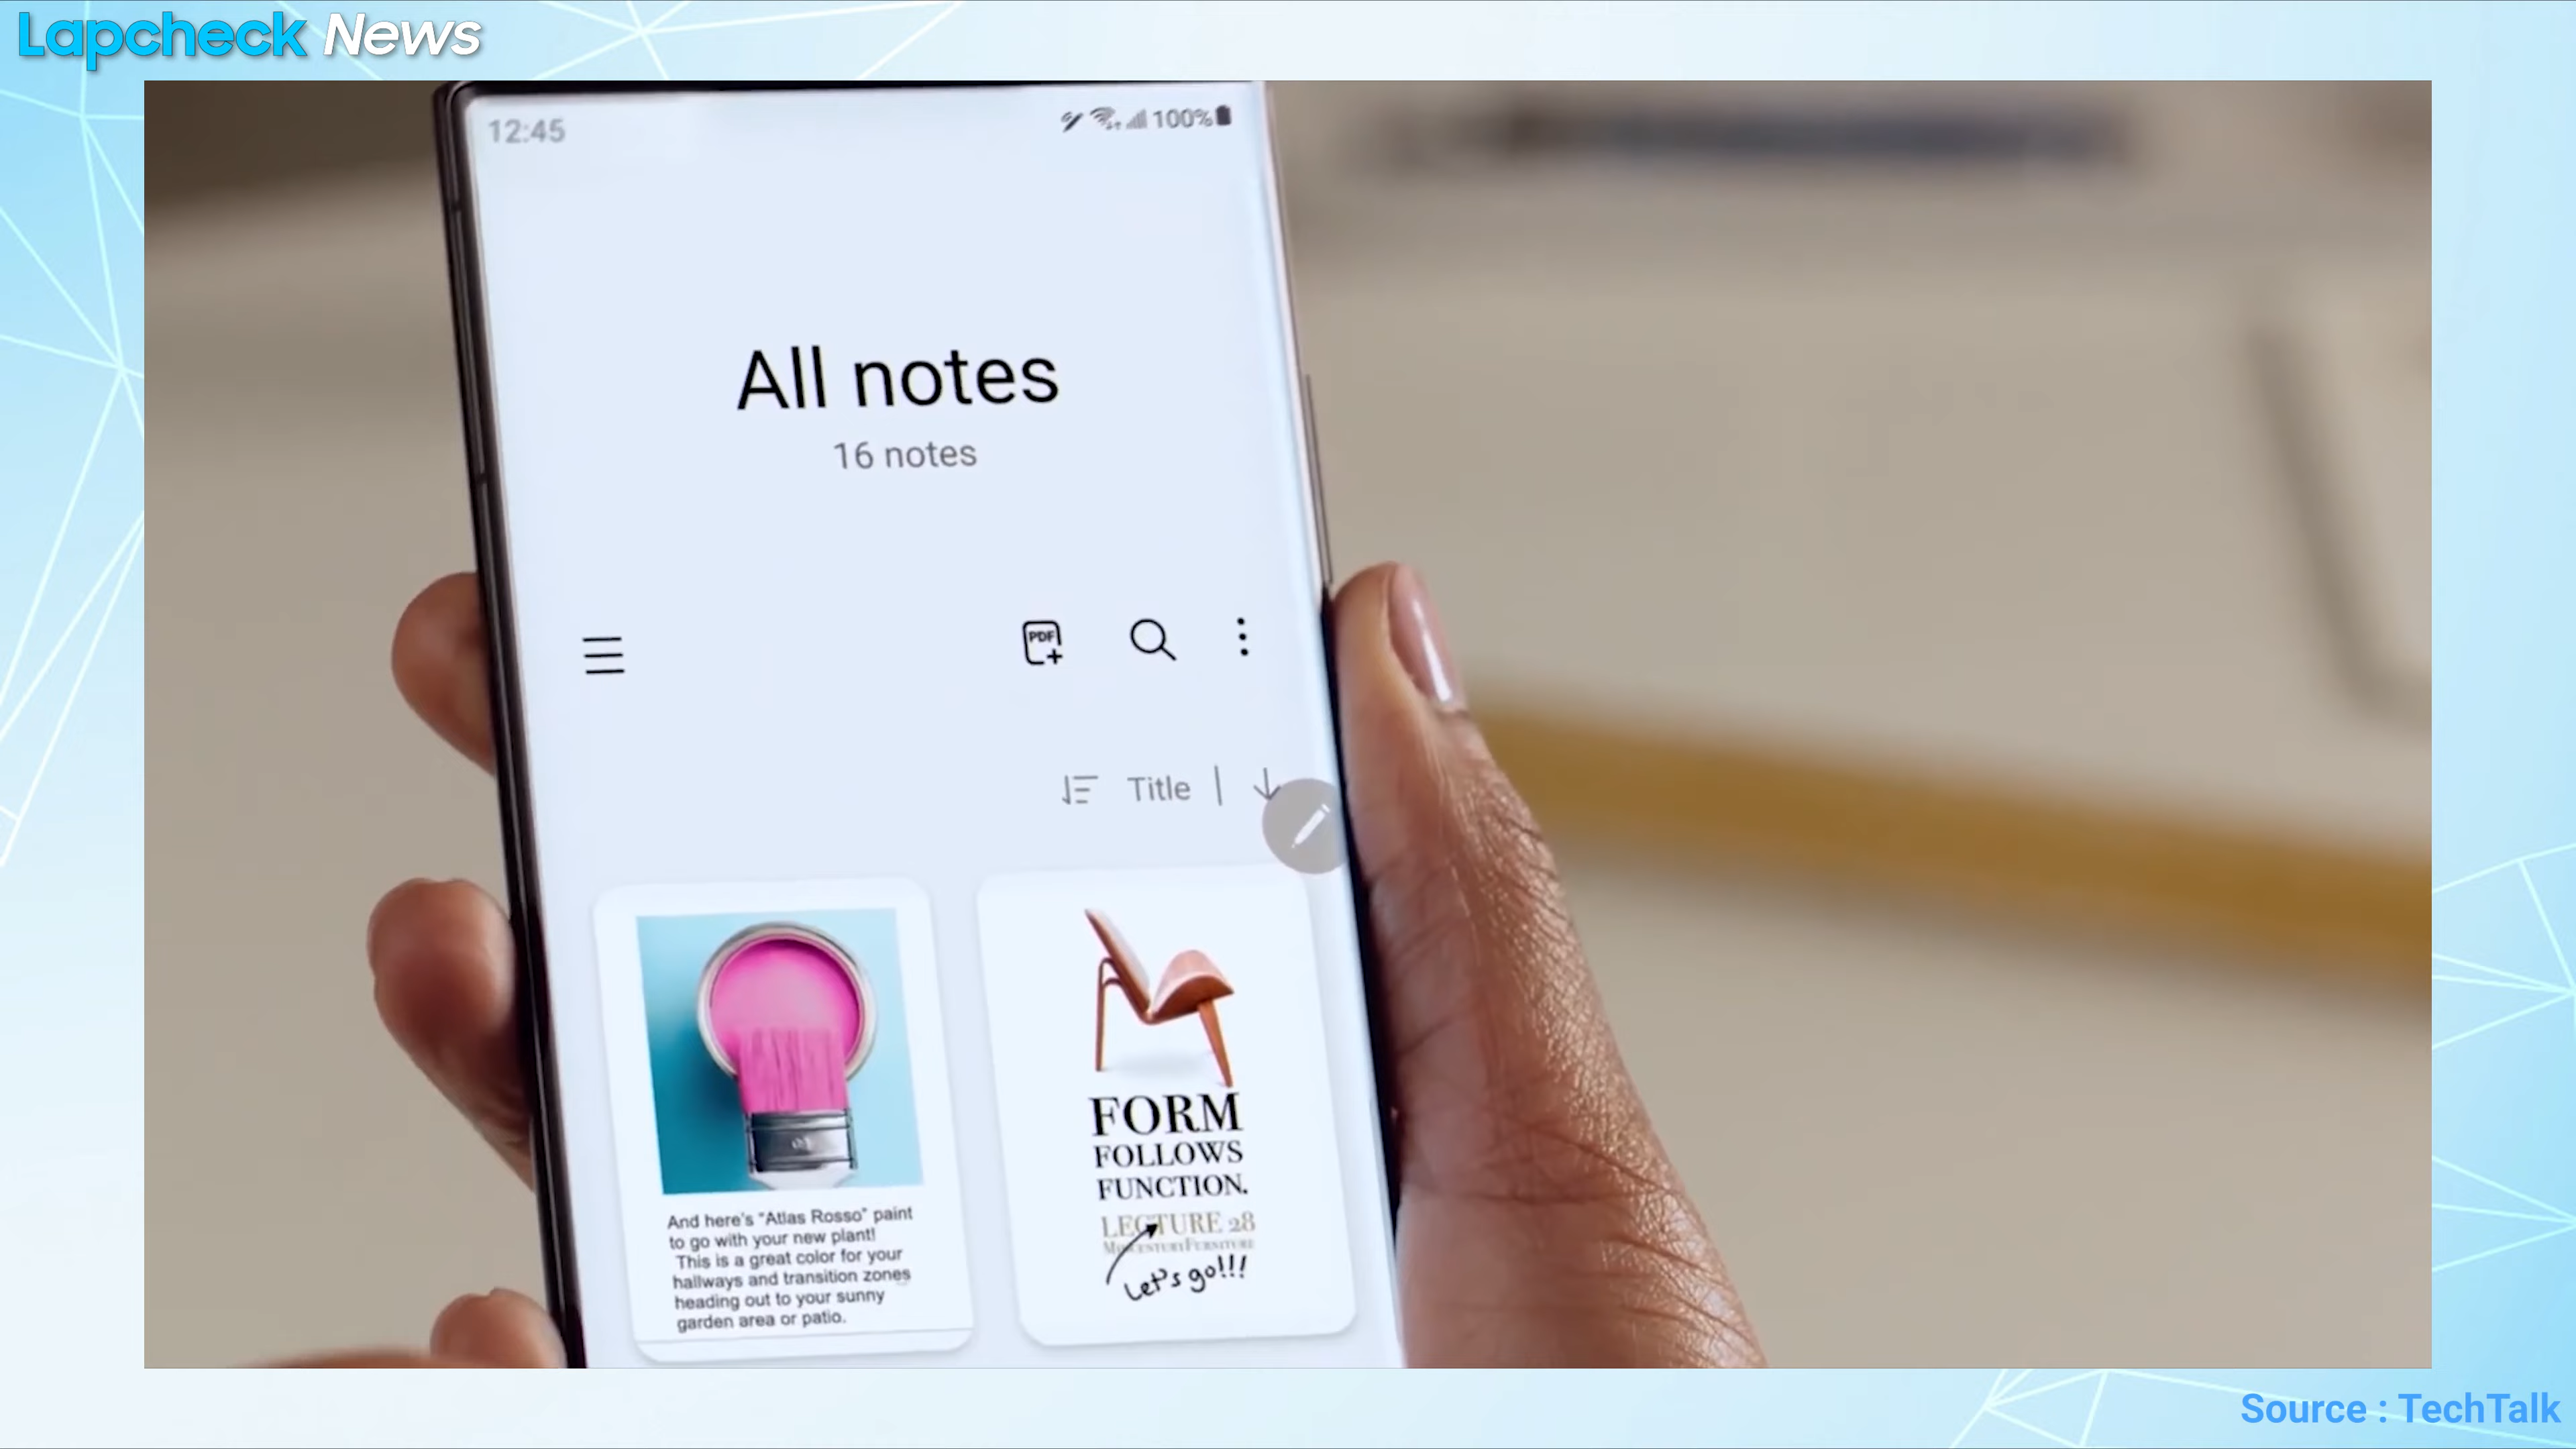 Lapcheck News
12:45
100%
All notes
16 notes
PDF
Title
And here's "Atlas Rosso" paint
to go with your new plant!
This is a great color for your
hallways and transition zones
heading out to your sunny
garden area or patio.
FORM
FOLLOWS
FUNCTION.
LECTURE 28
MIDCENTURY FURNITURE
Let's go!!!
Source : TechTalk